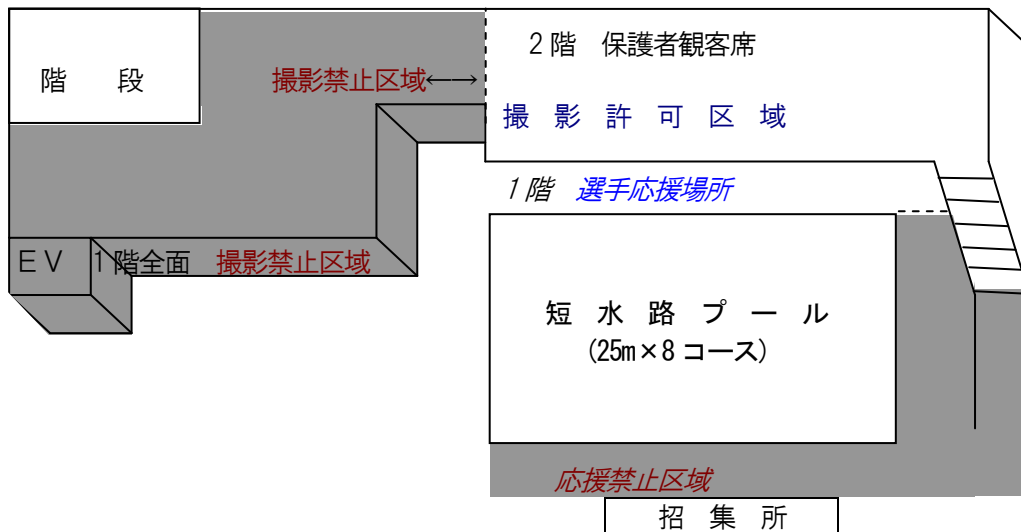 2階 保護者観客席
階 段
撮影禁止区域
撮 影 許 可 区 域
1階 選手応援場所
EV
1階全面 撮影禁止区域
短 水 路 プ ー ル
(25m×8コース)
応援禁止区域
招 集 所